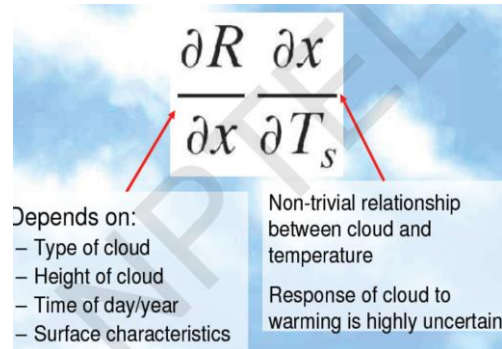 ∂R ∂x
∂x ∂Tₛ
Depends on:
– Type of cloud
– Height of cloud
– Time of day/year
– Surface characteristics
Non-trivial relationship
between cloud and
temperature
Response of cloud to
warming is highly uncertain
NPTEL